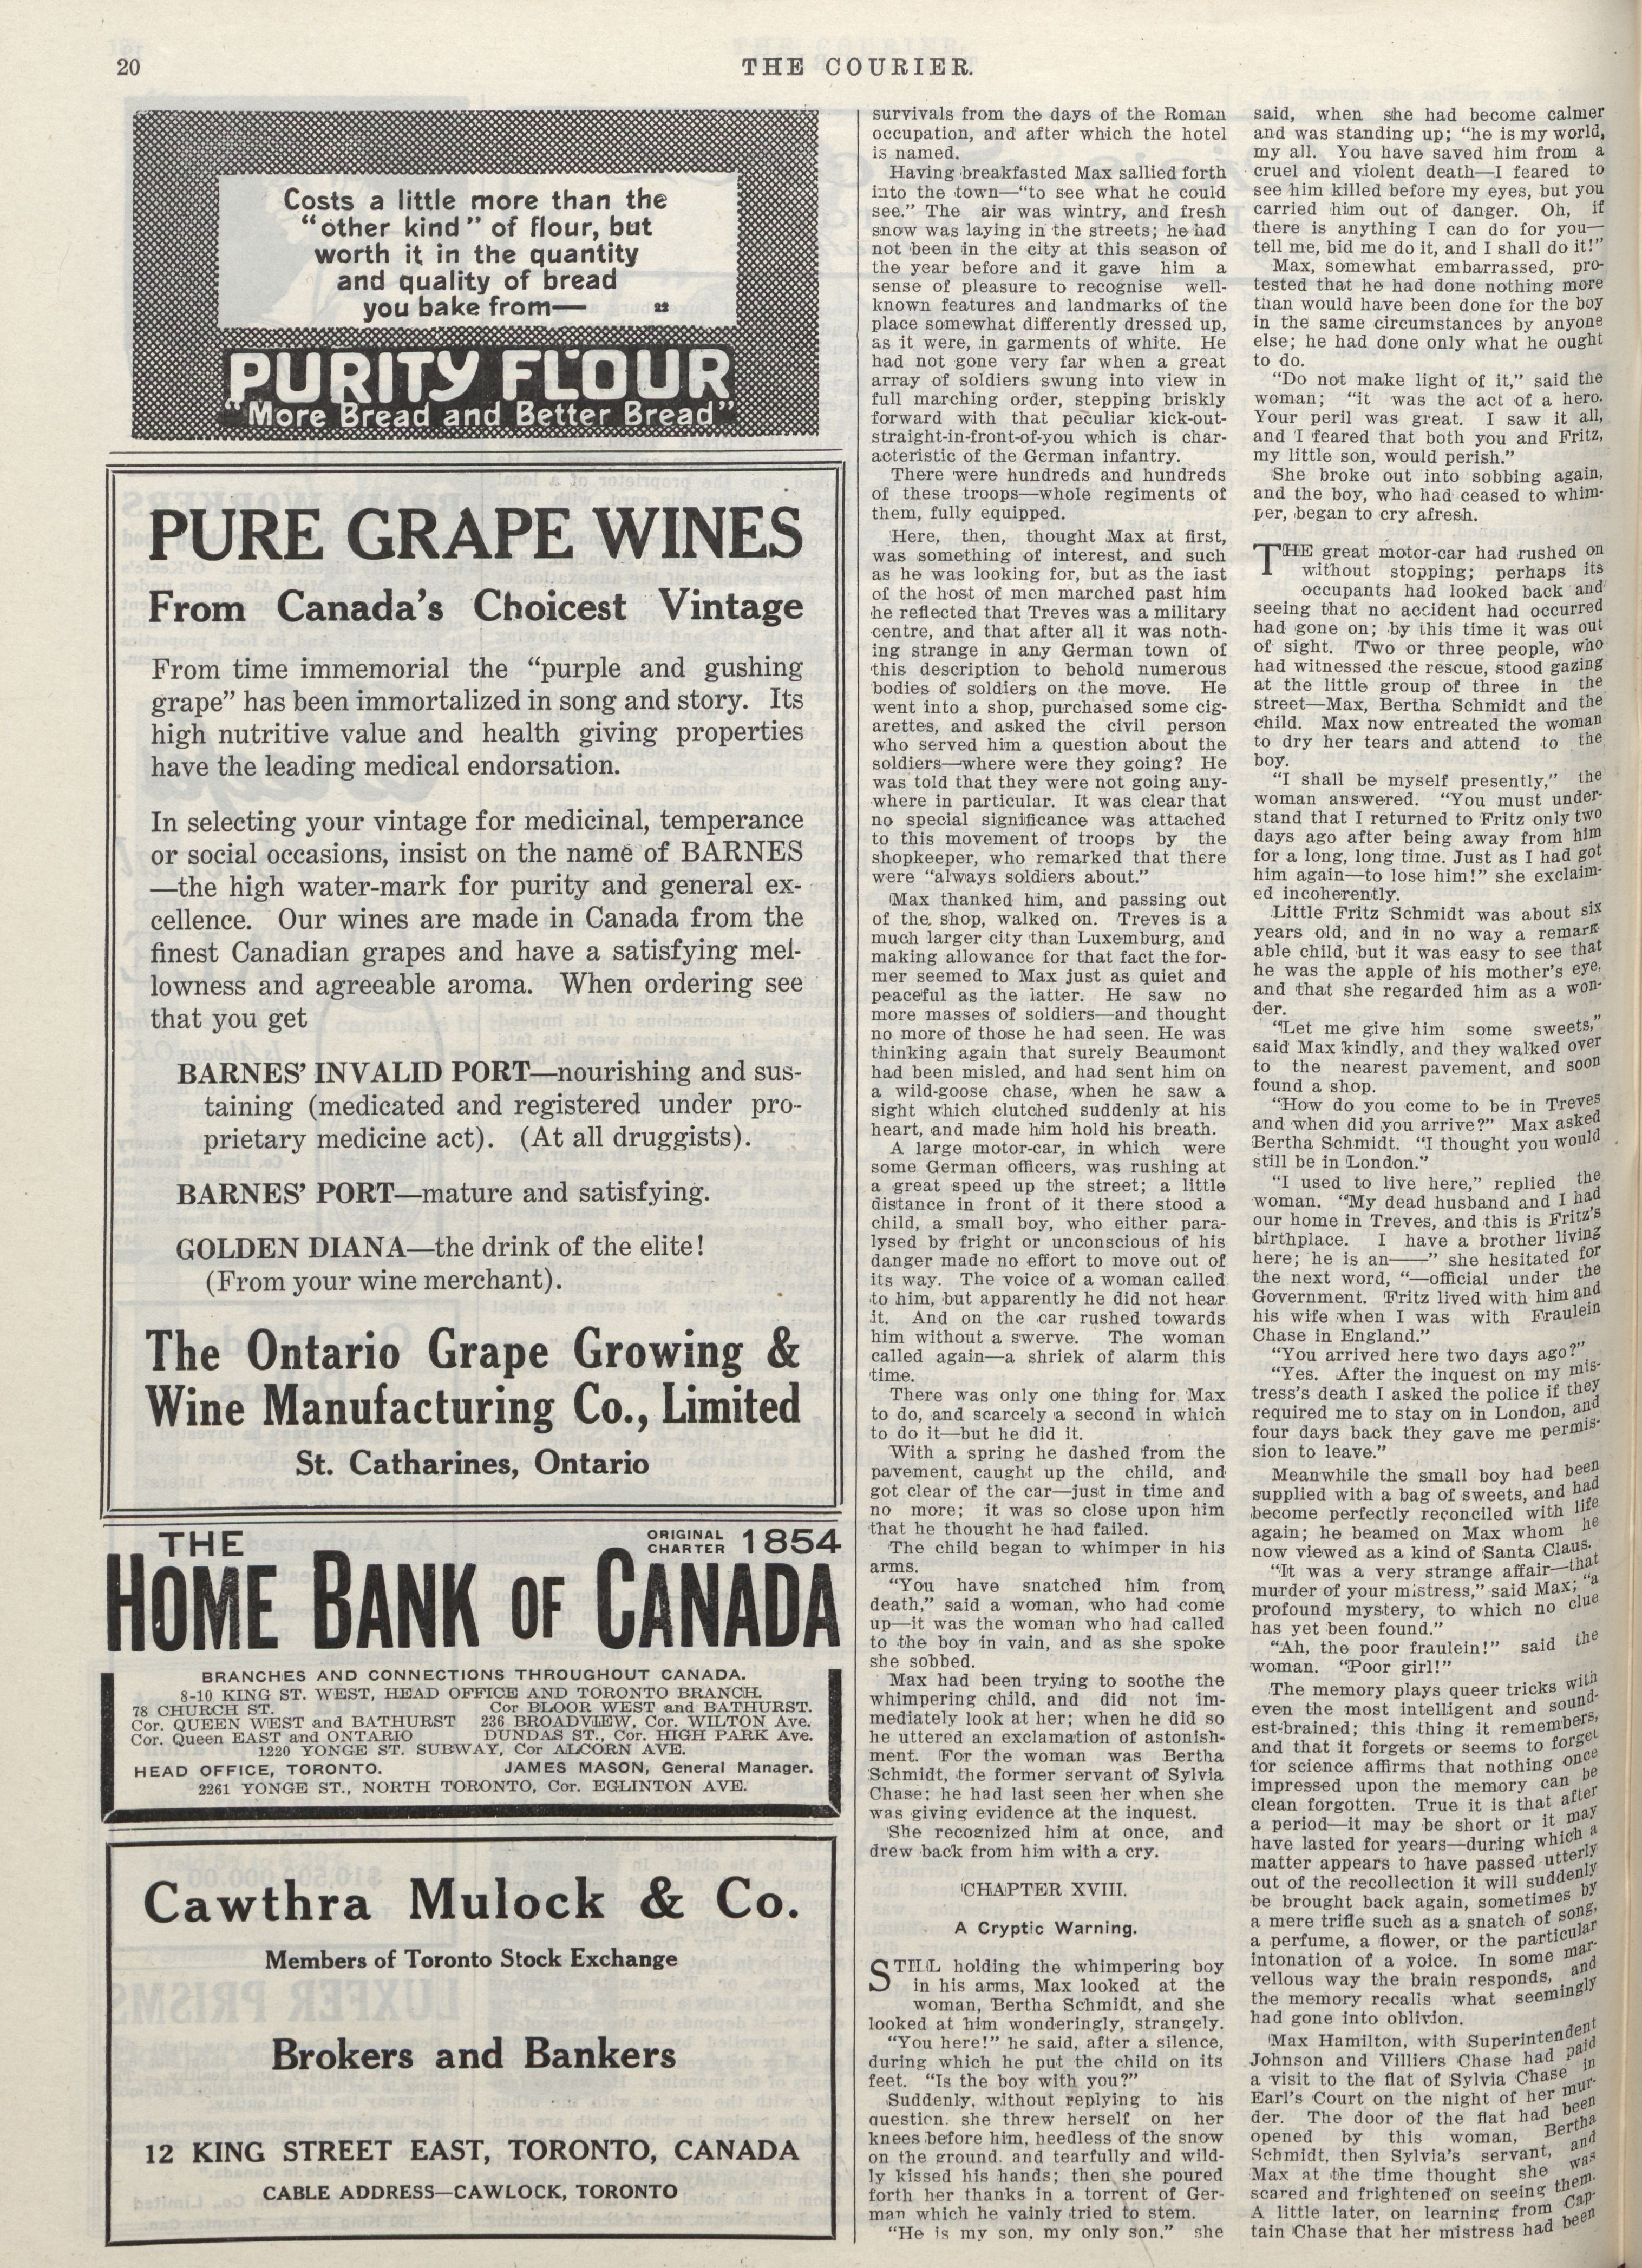 20
THE COURIER.
Costs a little more than the
"other kind" of flour, but
worth it in the quantity
and quality of bread
you bake from—
PURITY FLOUR
"More Bread and Better Bread"
PURE GRAPE WINES
From Canada's Choicest Vintage
From time immemorial the "purple and gushing
grape" has been immortalized in song and story. Its
high nutritive value and health giving properties
have the leading medical endorsation.
In selecting your vintage for medicinal, temperance
or social occasions, insist on the name of BARNES
—the high water-mark for purity and general ex-
cellence. Our wines are made in Canada from the
finest Canadian grapes and have a satisfying mel-
lowness and agreeable aroma. When ordering see
that you get
BARNES' INVALID PORT—nourishing and sus-
taining (medicated and registered under pro-
prietary medicine act). (At all druggists).
BARNES' PORT—mature and satisfying.
GOLDEN DIANA—the drink of the elite!
(From your wine merchant).
The Ontario Grape Growing &
Wine Manufacturing Co., Limited
St. Catharines, Ontario
THE ORIGINAL CHARTER 1854
HOME BANK OF CANADA
BRANCHES AND CONNECTIONS THROUGHOUT CANADA.
8-10 KING ST. WEST, HEAD OFFICE AND TORONTO BRANCH.
78 CHURCH ST. Cor BLOOR WEST and BATHURST.
Cor. QUEEN WEST and BATHURST 236 BROADVIEW, Cor. WILTON Ave.
Cor. Queen EAST and ONTARIO DUNDAS ST., Cor. HIGH PARK Ave.
1220 YONGE ST. SUBWAY, Cor ALCORN AVE.
HEAD OFFICE, TORONTO. JAMES MASON, General Manager.
2261 YONGE ST., NORTH TORONTO, Cor. EGLINTON AVE.
Cawthra Mulock & Co.
Members of Toronto Stock Exchange
Brokers and Bankers
12 KING STREET EAST, TORONTO, CANADA
CABLE ADDRESS—CAWLOCK, TORONTO
survivals from the days of the Roman
occupation, and after which the hotel
is named.
Having breakfasted Max sallied forth
into the town—"to see what he could
see." The air was wintry, and fresh
snow was laying in the streets; he had
not been in the city at this season of
the year before and it gave him a
sense of pleasure to recognise well-
known features and landmarks of the
place somewhat differently dressed up,
as it were, in garments of white. He
had not gone very far when a great
array of soldiers swung into view in
full marching order, stepping briskly
forward with that peculiar kick-out-
straight-in-front-of-you which is char-
acteristic of the German infantry.
There were hundreds and hundreds
of these troops—whole regiments of
them, fully equipped.
Here, then, thought Max at first,
was something of interest, and such
as he was looking for, but as the last
of the host of men marched past him
he reflected that Treves was a military
centre, and that after all it was noth-
ing strange in any German town of
this description to behold numerous
bodies of soldiers on the move. He
went into a shop, purchased some cig-
arettes, and asked the civil person
who served him a question about the
soldiers—where were they going? He
was told that they were not going any-
where in particular. It was clear that
no special significance was attached
to this movement of troops by the
shopkeeper, who remarked that there
were "always soldiers about."
Max thanked him, and passing out
of the shop, walked on. Treves is a
much larger city than Luxemburg, and
making allowance for that fact the for-
mer seemed to Max just as quiet and
peaceful as the latter. He saw no
more masses of soldiers—and thought
no more of those he had seen. He was
thinking again that surely Beaumont
had been misled, and had sent him on
a wild-goose chase, when he saw a
sight which clutched suddenly at his
heart, and made him hold his breath.
A large motor-car, in which were
some German officers, was rushing at
a great speed up the street; a little
distance in front of it there stood a
child, a small boy, who either para-
lysed by fright or unconscious of his
danger made no effort to move out of
its way. The voice of a woman called
to him, but apparently he did not hear
it. And on the car rushed towards
him without a swerve. The woman
called again—a shriek of alarm this
time.
There was only one thing for Max
to do, and scarcely a second in which
to do it—but he did it.
With a spring he dashed from the
pavement, caught up the child, and
got clear of the car—just in time and
no more; it was so close upon him
that he thought he had failed.
The child began to whimper in his
arms.
"You have snatched him from
death," said a woman, who had come
up—it was the woman who had called
to the boy in vain, and as she spoke
she sobbed.
Max had been trying to soothe the
whimpering child, and did not im-
mediately look at her; when he did so
he uttered an exclamation of astonish-
ment. For the woman was Bertha
Schmidt, the former servant of Sylvia
Chase; he had last seen her when she
was giving evidence at the inquest.
She recognized him at once, and
drew back from him with a cry.
CHAPTER XVIII.
A Cryptic Warning.
STILL holding the whimpering boy
in his arms, Max looked at the
woman, Bertha Schmidt, and she
looked at him wonderingly, strangely.
"You here!" he said, after a silence,
during which he put the child on its
feet. "Is the boy with you?"
Suddenly, without replying to his
question, she threw herself on her
knees before him, heedless of the snow
on the ground, and tearfully and wild-
ly kissed his hands; then she poured
forth her thanks in a torrent of Ger-
man which he vainly tried to stem.
"He is my son, my only son," she
said, when she had become calmer
and was standing up; "he is my world,
my all. You have saved him from a
cruel and violent death—I feared to
see him killed before my eyes, but you
carried him out of danger. Oh, if
there is anything I can do for you—
tell me, bid me do it, and I shall do it!"
Max, somewhat embarrassed, pro-
tested that he had done nothing more
than would have been done for the boy
in the same circumstances by anyone
else; he had done only what he ought
to do.
"Do not make light of it," said the
woman; "it was the act of a hero.
Your peril was great. I saw it all,
and I feared that both you and Fritz,
my little son, would perish."
She broke out into sobbing again,
and the boy, who had ceased to whim-
per, began to cry afresh.
THE great motor-car had rushed on
without stopping; perhaps its
occupants had looked back and
seeing that no accident had occurred
had gone on; by this time it was out
of sight. Two or three people, who
had witnessed the rescue, stood gazing
at the little group of three in the
street—Max, Bertha Schmidt and the
child. Max now entreated the woman
to dry her tears and attend to the
boy.
"I shall be myself presently," the
woman answered. "You must under-
stand that I returned to Fritz only two
days ago after being away from him
for a long, long time. Just as I had got
him again—to lose him!" she exclaim-
ed incoherently.
Little Fritz Schmidt was about six
years old, and in no way a remark-
able child, but it was easy to see that
he was the apple of his mother's eye,
and that she regarded him as a won-
der.
"Let me give him some sweets,"
said Max kindly, and they walked over
to the nearest pavement, and soon
found a shop.
"How do you come to be in Treves
and when did you arrive?" Max asked
Bertha Schmidt. "I thought you would
still be in London."
"I used to live here," replied the
woman. "My dead husband and I had
our home in Treves, and this is Fritz's
birthplace. I have a brother living
here; he is an——" she hesitated for
the next word, "—official under the
Government. Fritz lived with him and
his wife when I was with Fraulein
Chase in England."
"You arrived here two days ago?"
"Yes. After the inquest on my mis-
tress's death I asked the police if they
required me to stay on in London, and
four days back they gave me permis-
sion to leave."
Meanwhile the small boy had been
supplied with a bag of sweets, and had
become perfectly reconciled with life
again; he beamed on Max whom he
now viewed as a kind of Santa Claus.
"It was a very strange affair—that
murder of your mistress," said Max; "a
profound mystery, to which no clue
has yet been found."
"Ah, the poor fraulein!" said the
woman. "Poor girl!"
The memory plays queer tricks with
even the most intelligent and sound-
est-brained; this thing it remembers,
and that it forgets or seems to forget
for science affirms that nothing once
impressed upon the memory can be
clean forgotten. True it is that after
a period—it may be short or it may
have lasted for years—during which a
matter appears to have passed utterly
out of the recollection it will suddenly
be brought back again, sometimes by
a mere trifle such as a snatch of song,
a perfume, a flower, or the particular
intonation of a voice. In some mar-
vellous way the brain responds, and
the memory recalls what seemingly
had gone into oblivion.
Max Hamilton, with Superintendent
Johnson and Villiers Chase had paid
a visit to the flat of Sylvia Chase in
Earl's Court on the night of her mur-
der. The door of the flat had been
opened by this woman, Bertha
Schmidt, then Sylvia's servant, and
Max at the time thought she was
scared and frightened on seeing them.
A little later, on learning from Cap-
tain Chase that her mistress had been